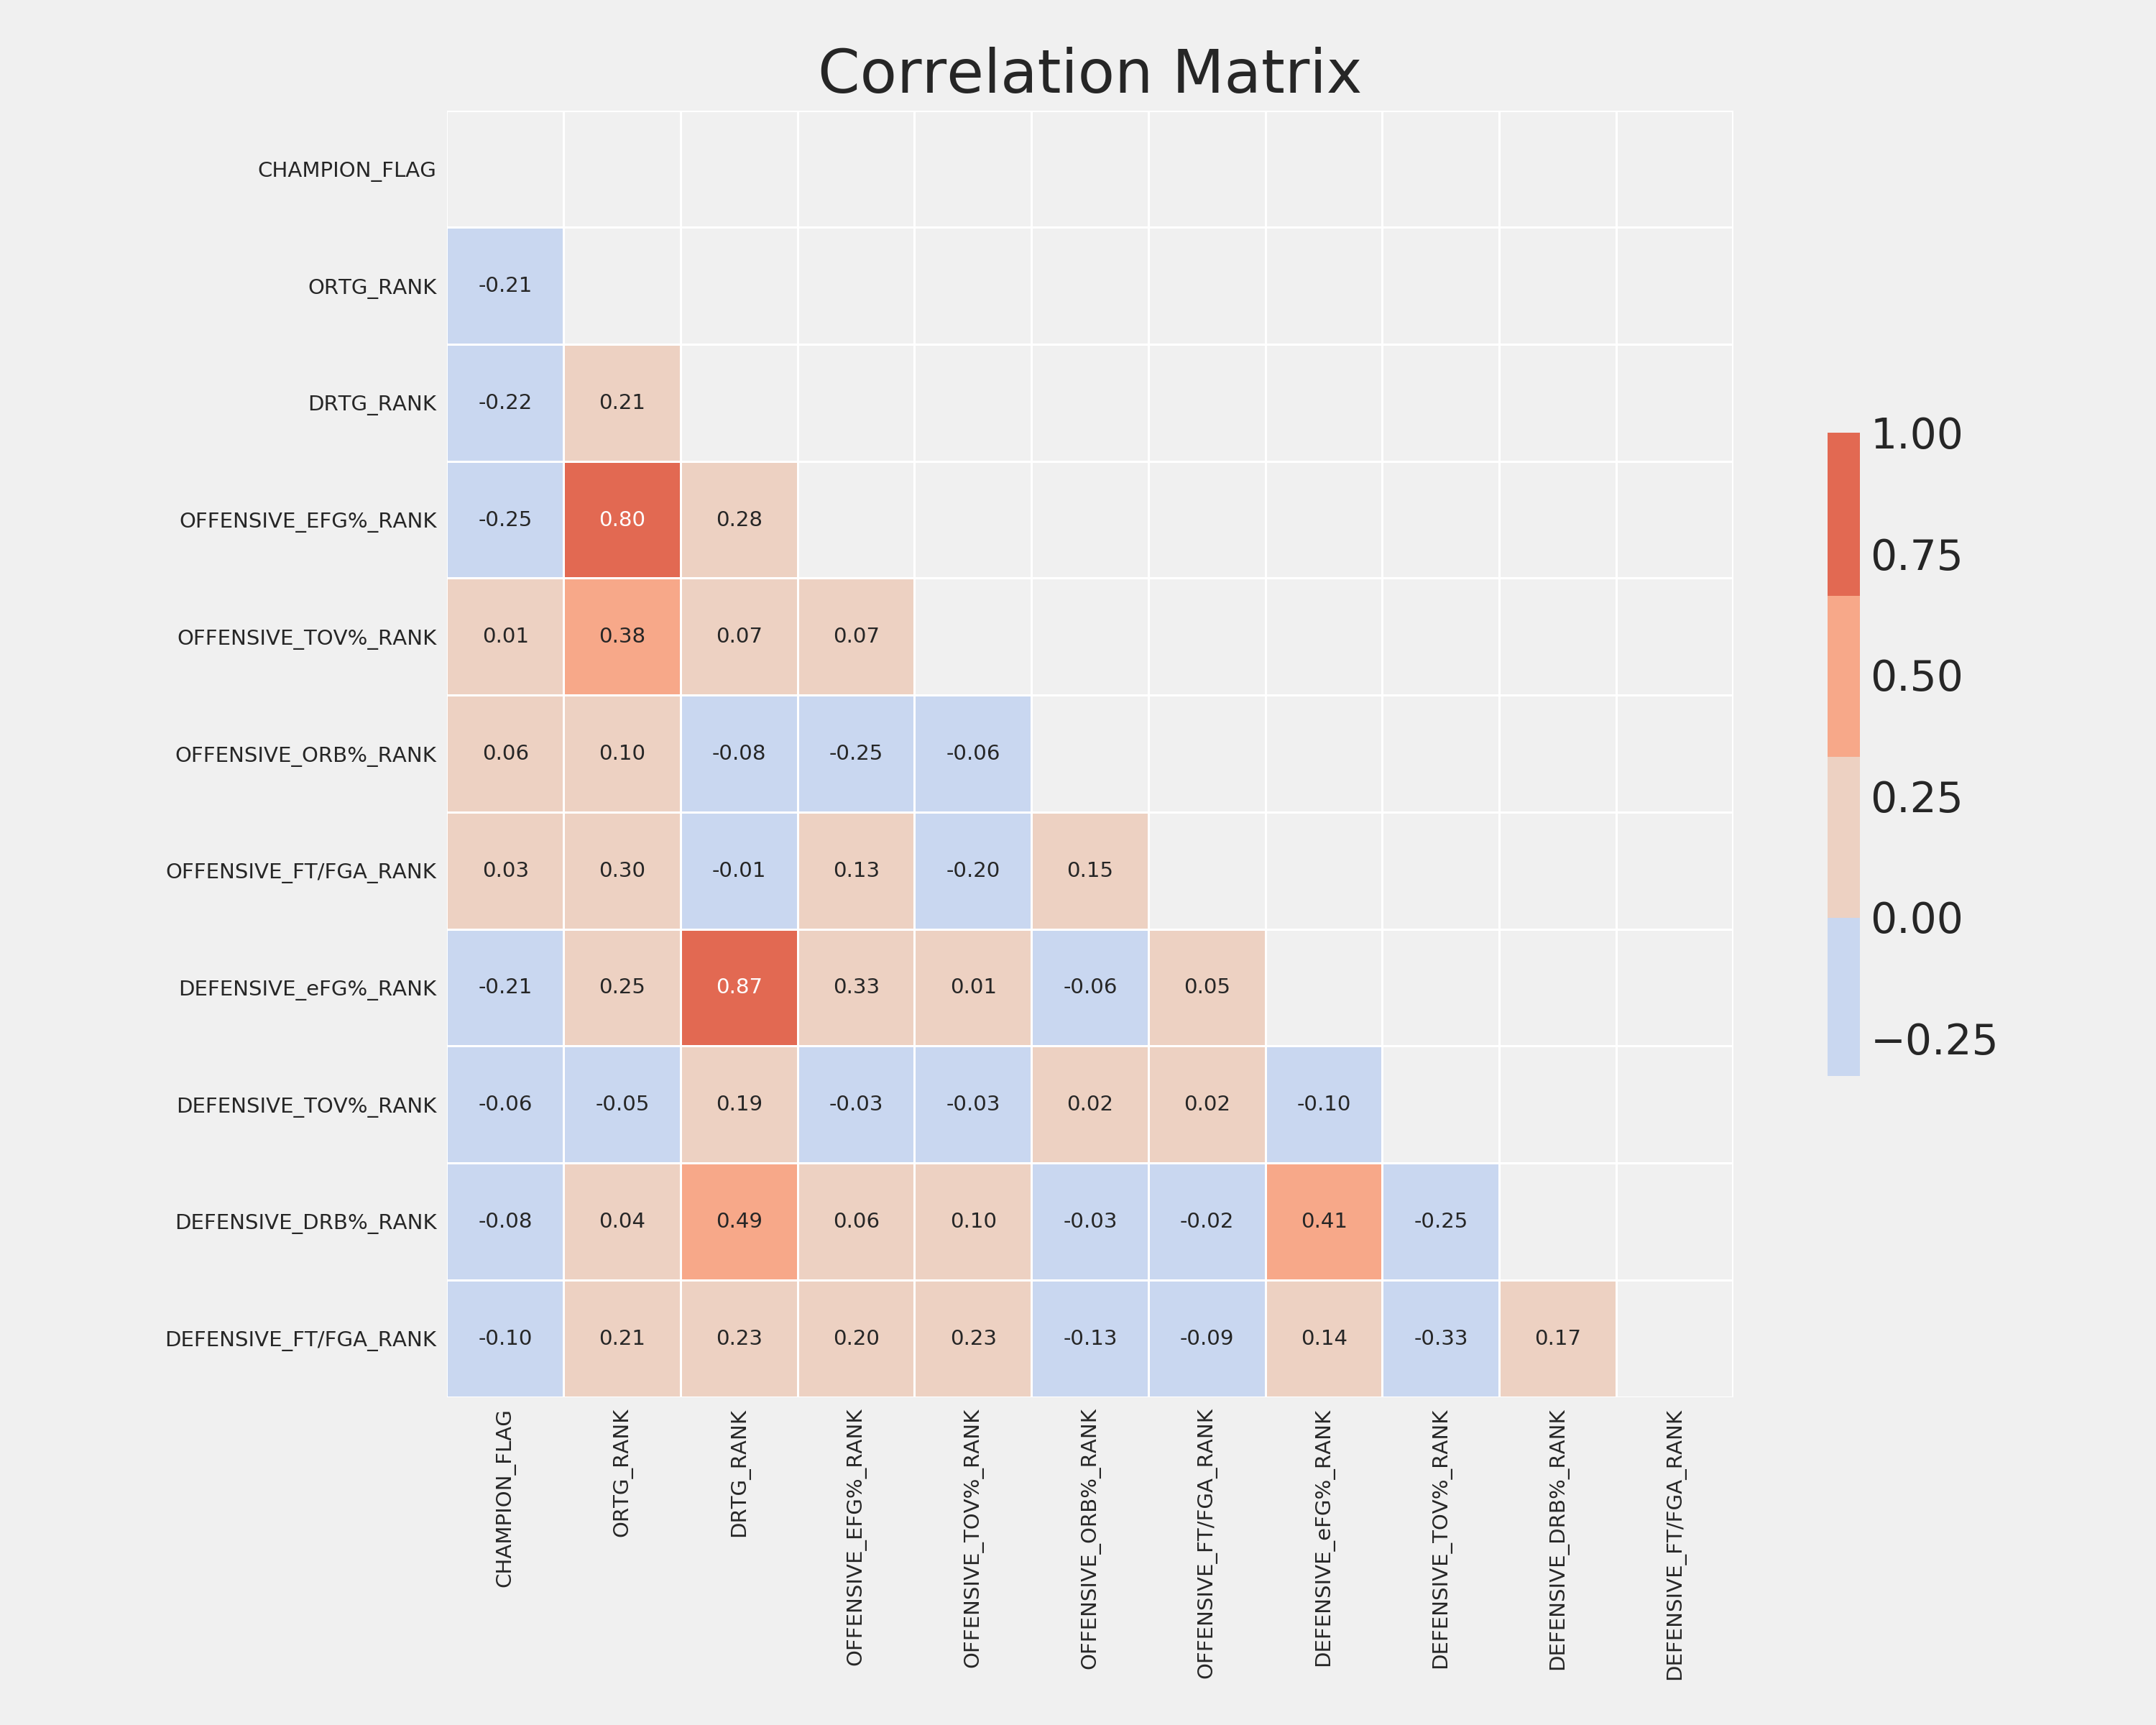 Correlation Matrix
CHAMPION_FLAG
ORTG_RANK -0.21
DRTG_RANK -0.22 0.21
OFFENSIVE_EFG%_RANK -0.25 0.80 0.28
OFFENSIVE_TOV%_RANK 0.01 0.38 0.07 0.07
OFFENSIVE_ORB%_RANK 0.06 0.10 -0.08 -0.25 -0.06
OFFENSIVE_FT/FGA_RANK 0.03 0.30 -0.01 0.13 -0.20 0.15
DEFENSIVE_eFG%_RANK -0.21 0.25 0.87 0.33 0.01 -0.06 0.05
DEFENSIVE_TOV%_RANK -0.06 -0.05 0.19 -0.03 -0.03 0.02 0.02 -0.10
DEFENSIVE_DRB%_RANK -0.08 0.04 0.49 0.06 0.10 -0.03 -0.02 0.41 -0.25
DEFENSIVE_FT/FGA_RANK -0.10 0.21 0.23 0.20 0.23 -0.13 -0.09 0.14 -0.33 0.17
CHAMPION_FLAG
ORTG_RANK
DRTG_RANK
OFFENSIVE_EFG%_RANK
OFFENSIVE_TOV%_RANK
OFFENSIVE_ORB%_RANK
OFFENSIVE_FT/FGA_RANK
DEFENSIVE_eFG%_RANK
DEFENSIVE_TOV%_RANK
DEFENSIVE_DRB%_RANK
DEFENSIVE_FT/FGA_RANK
1.00
0.75
0.50
0.25
0.00
−0.25